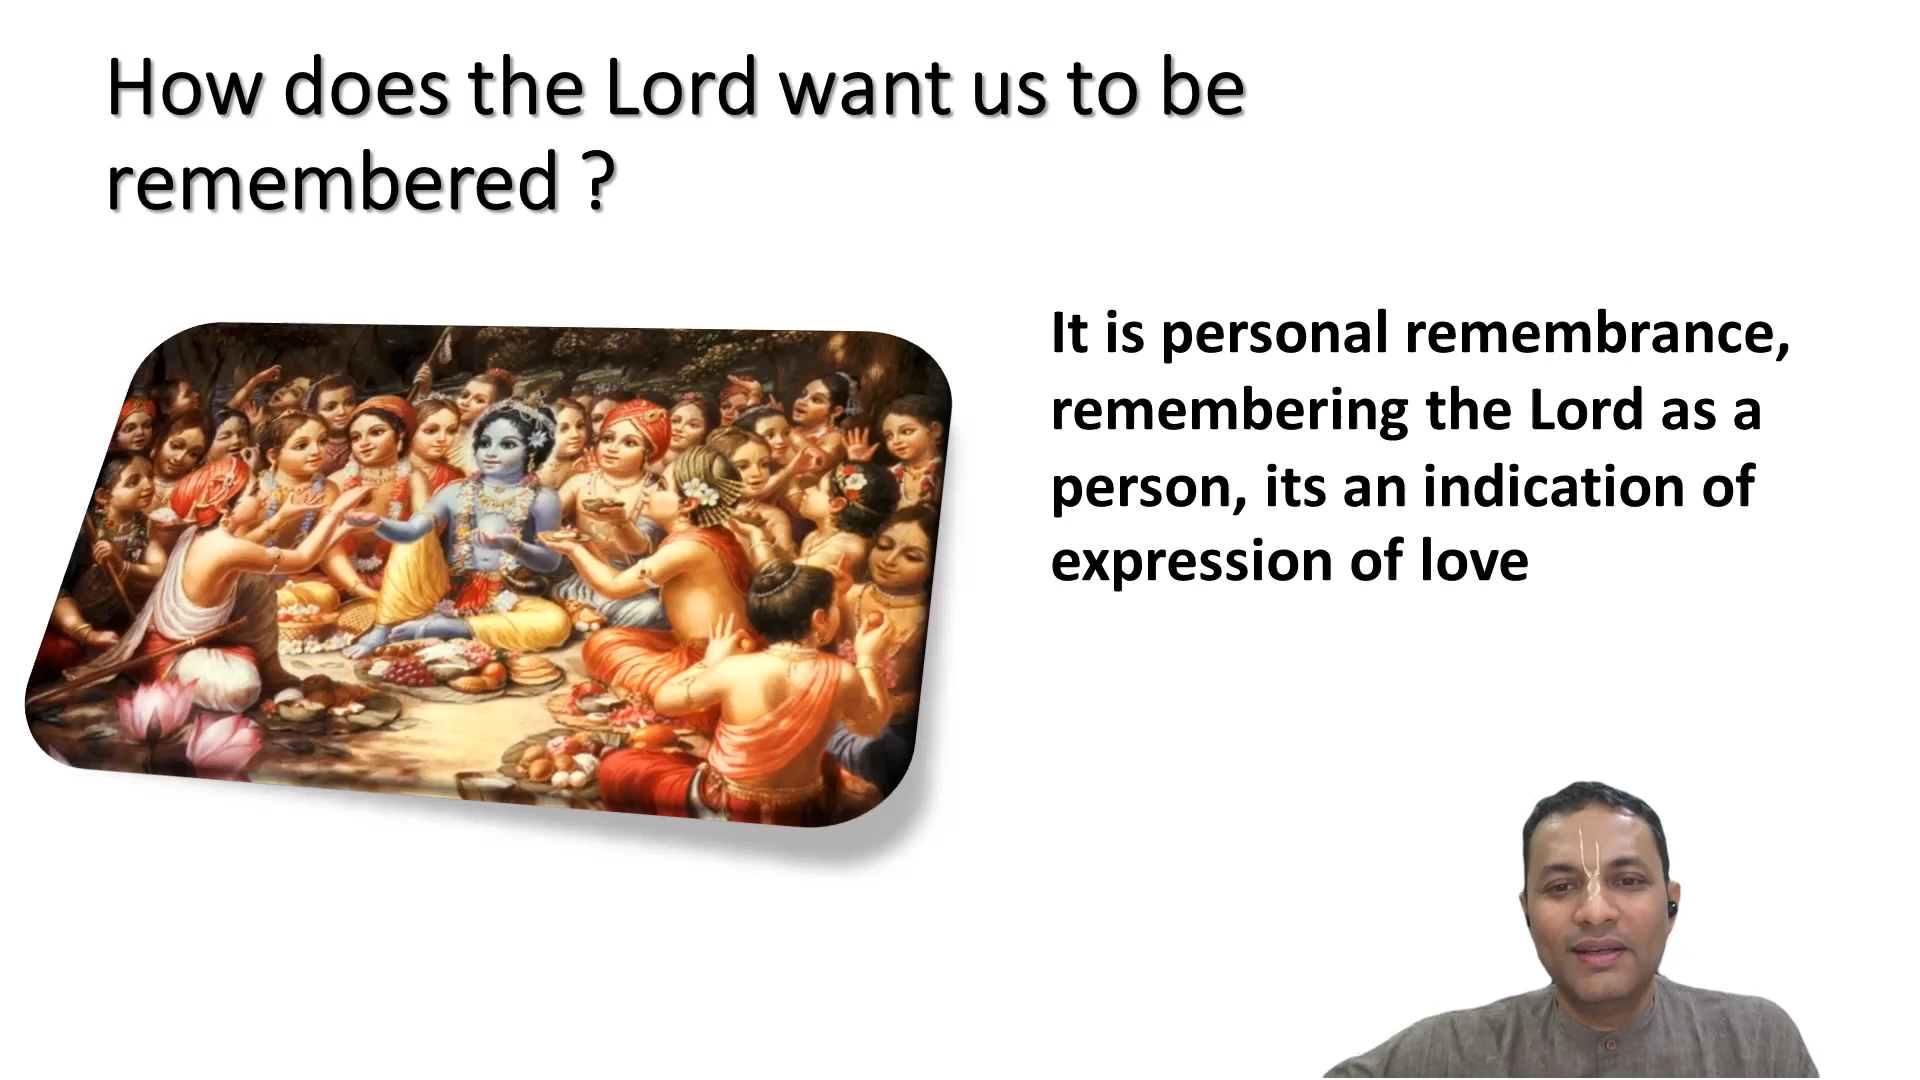 How does the Lord want us to be
remembered ?
It is personal remembrance,
remembering the Lord as a
person, its an indication of
expression of love